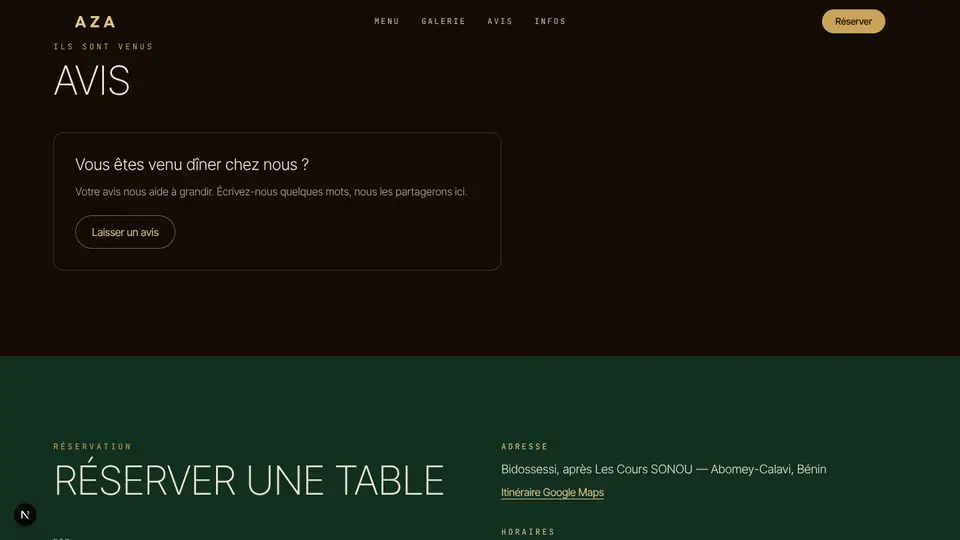 AZA
MENU
GALERIE
AVIS
INFOS
Réserver
ILS SONT VENUS
AVIS
Vous êtes venu dîner chez nous ?
Votre avis nous aide à grandir. Écrivez-nous quelques mots, nous les partagerons ici.
Laisser un avis
RÉSERVATION
RÉSERVER UNE TABLE
ADRESSE
Bidossessi, après Les Cours SONOU — Abomey-Calavi, Bénin
Itinéraire Google Maps
HORAIRES
N